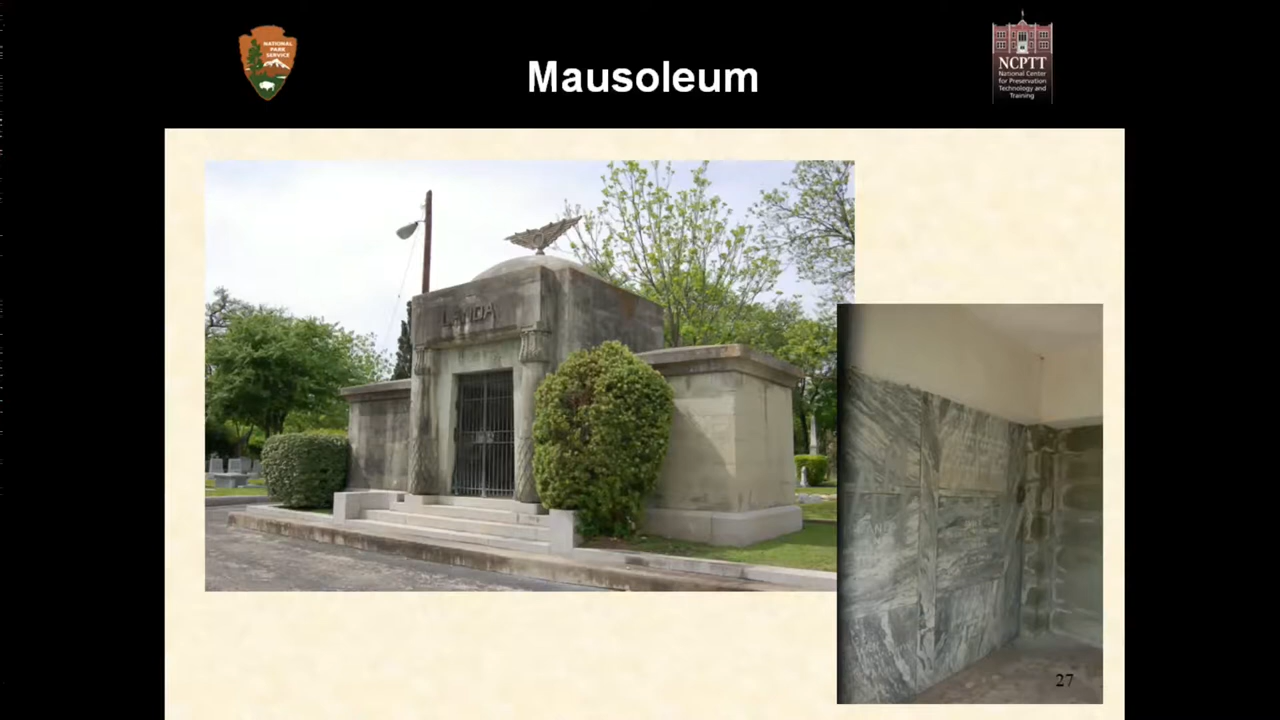 NATIONAL
PARK
SERVICE
Mausoleum
NCPTT
National Center
for Preservation
Technology and
Training
LANDA
27